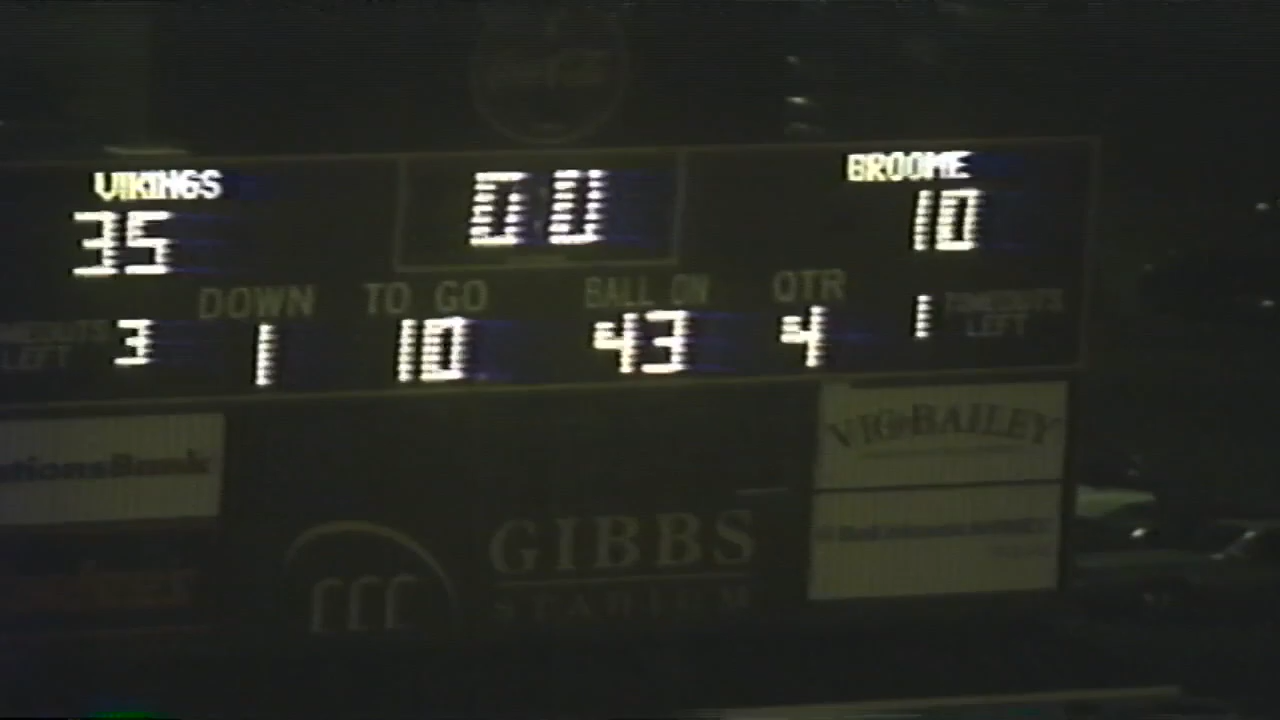 VIKINGS
BROOME
35
0 0
10
DOWN
TO GO
BALL ON
QTR
TIMEOUTS
LEFT
3
1
10
43
4
1
TIMEOUTS
LEFT
VIC BAILEY
ationsBank
GIBBS
STADIUM